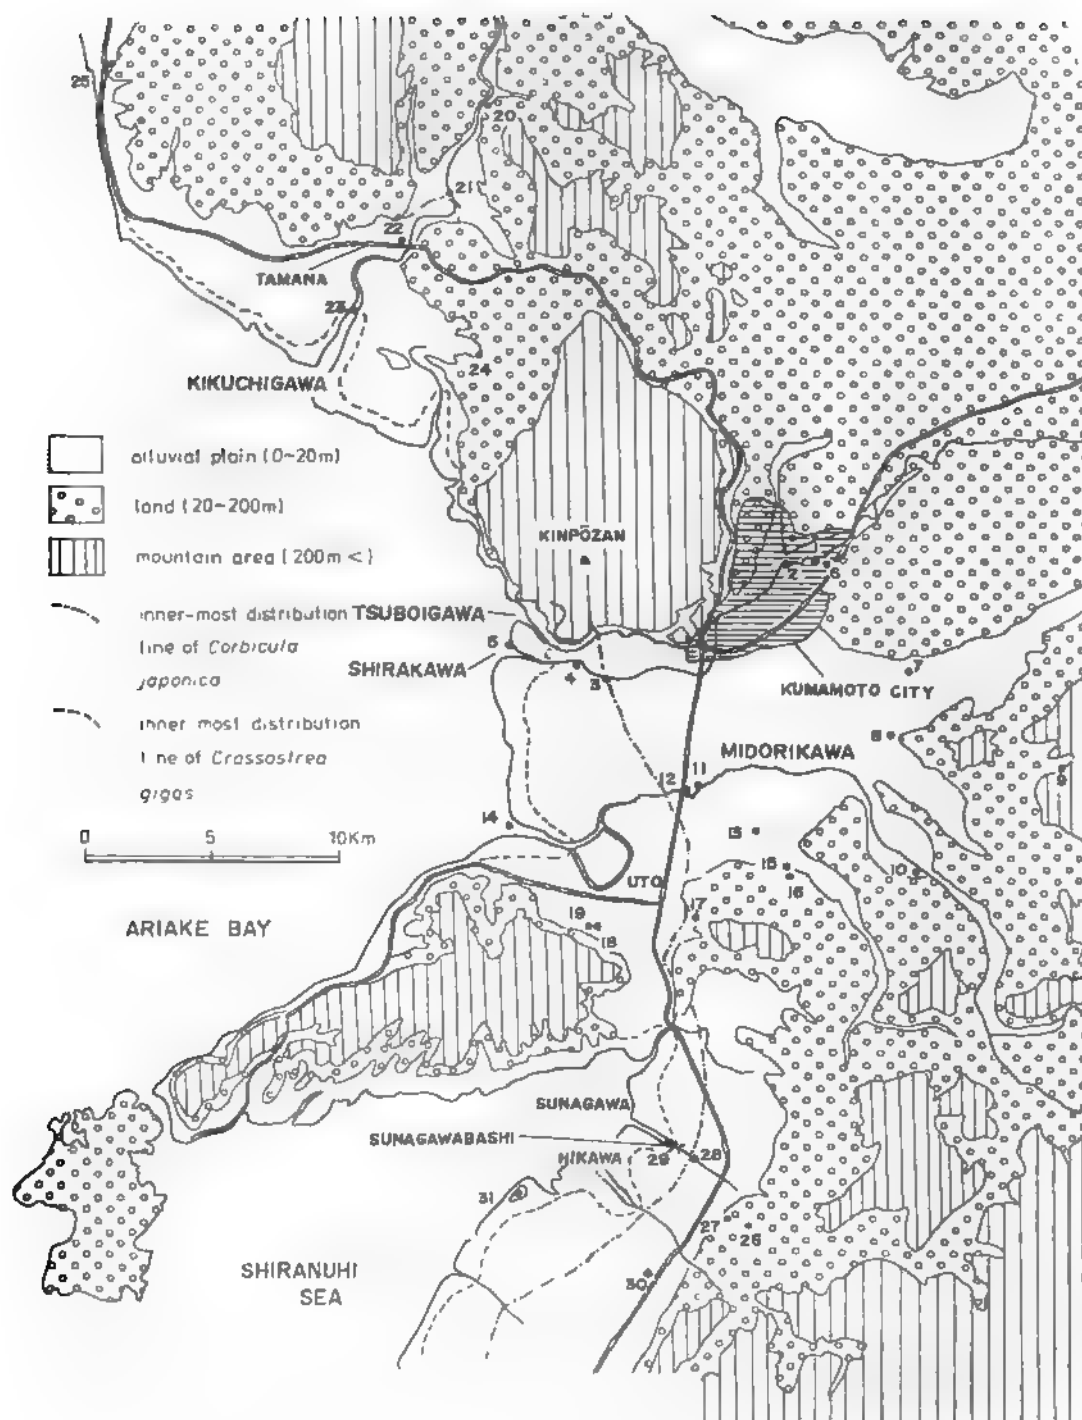 25
20
21
22
TAMANA
23
24
KIKUCHIGAWA
alluvial plain (0~20m)
land (20~200m)
KINPŌZAN
mountain area (200m <)
2
6
inner-most distribution
TSUBOIGAWA
line of Corbicula
5
SHIRAKAWA
japonica
4
3
7
KUMAMOTO CITY
inner most distribution
8
MIDORIKAWA
line of Crassostrea
9
gigas
12
11
14
13
0
5
10Km
15
16
10
UTO
17
19
18
ARIAKE BAY
SUNAGAWA
SUNAGAWABASHI
HIKAWA
29
28
31
27
26
SHIRANUHI
SEA
30